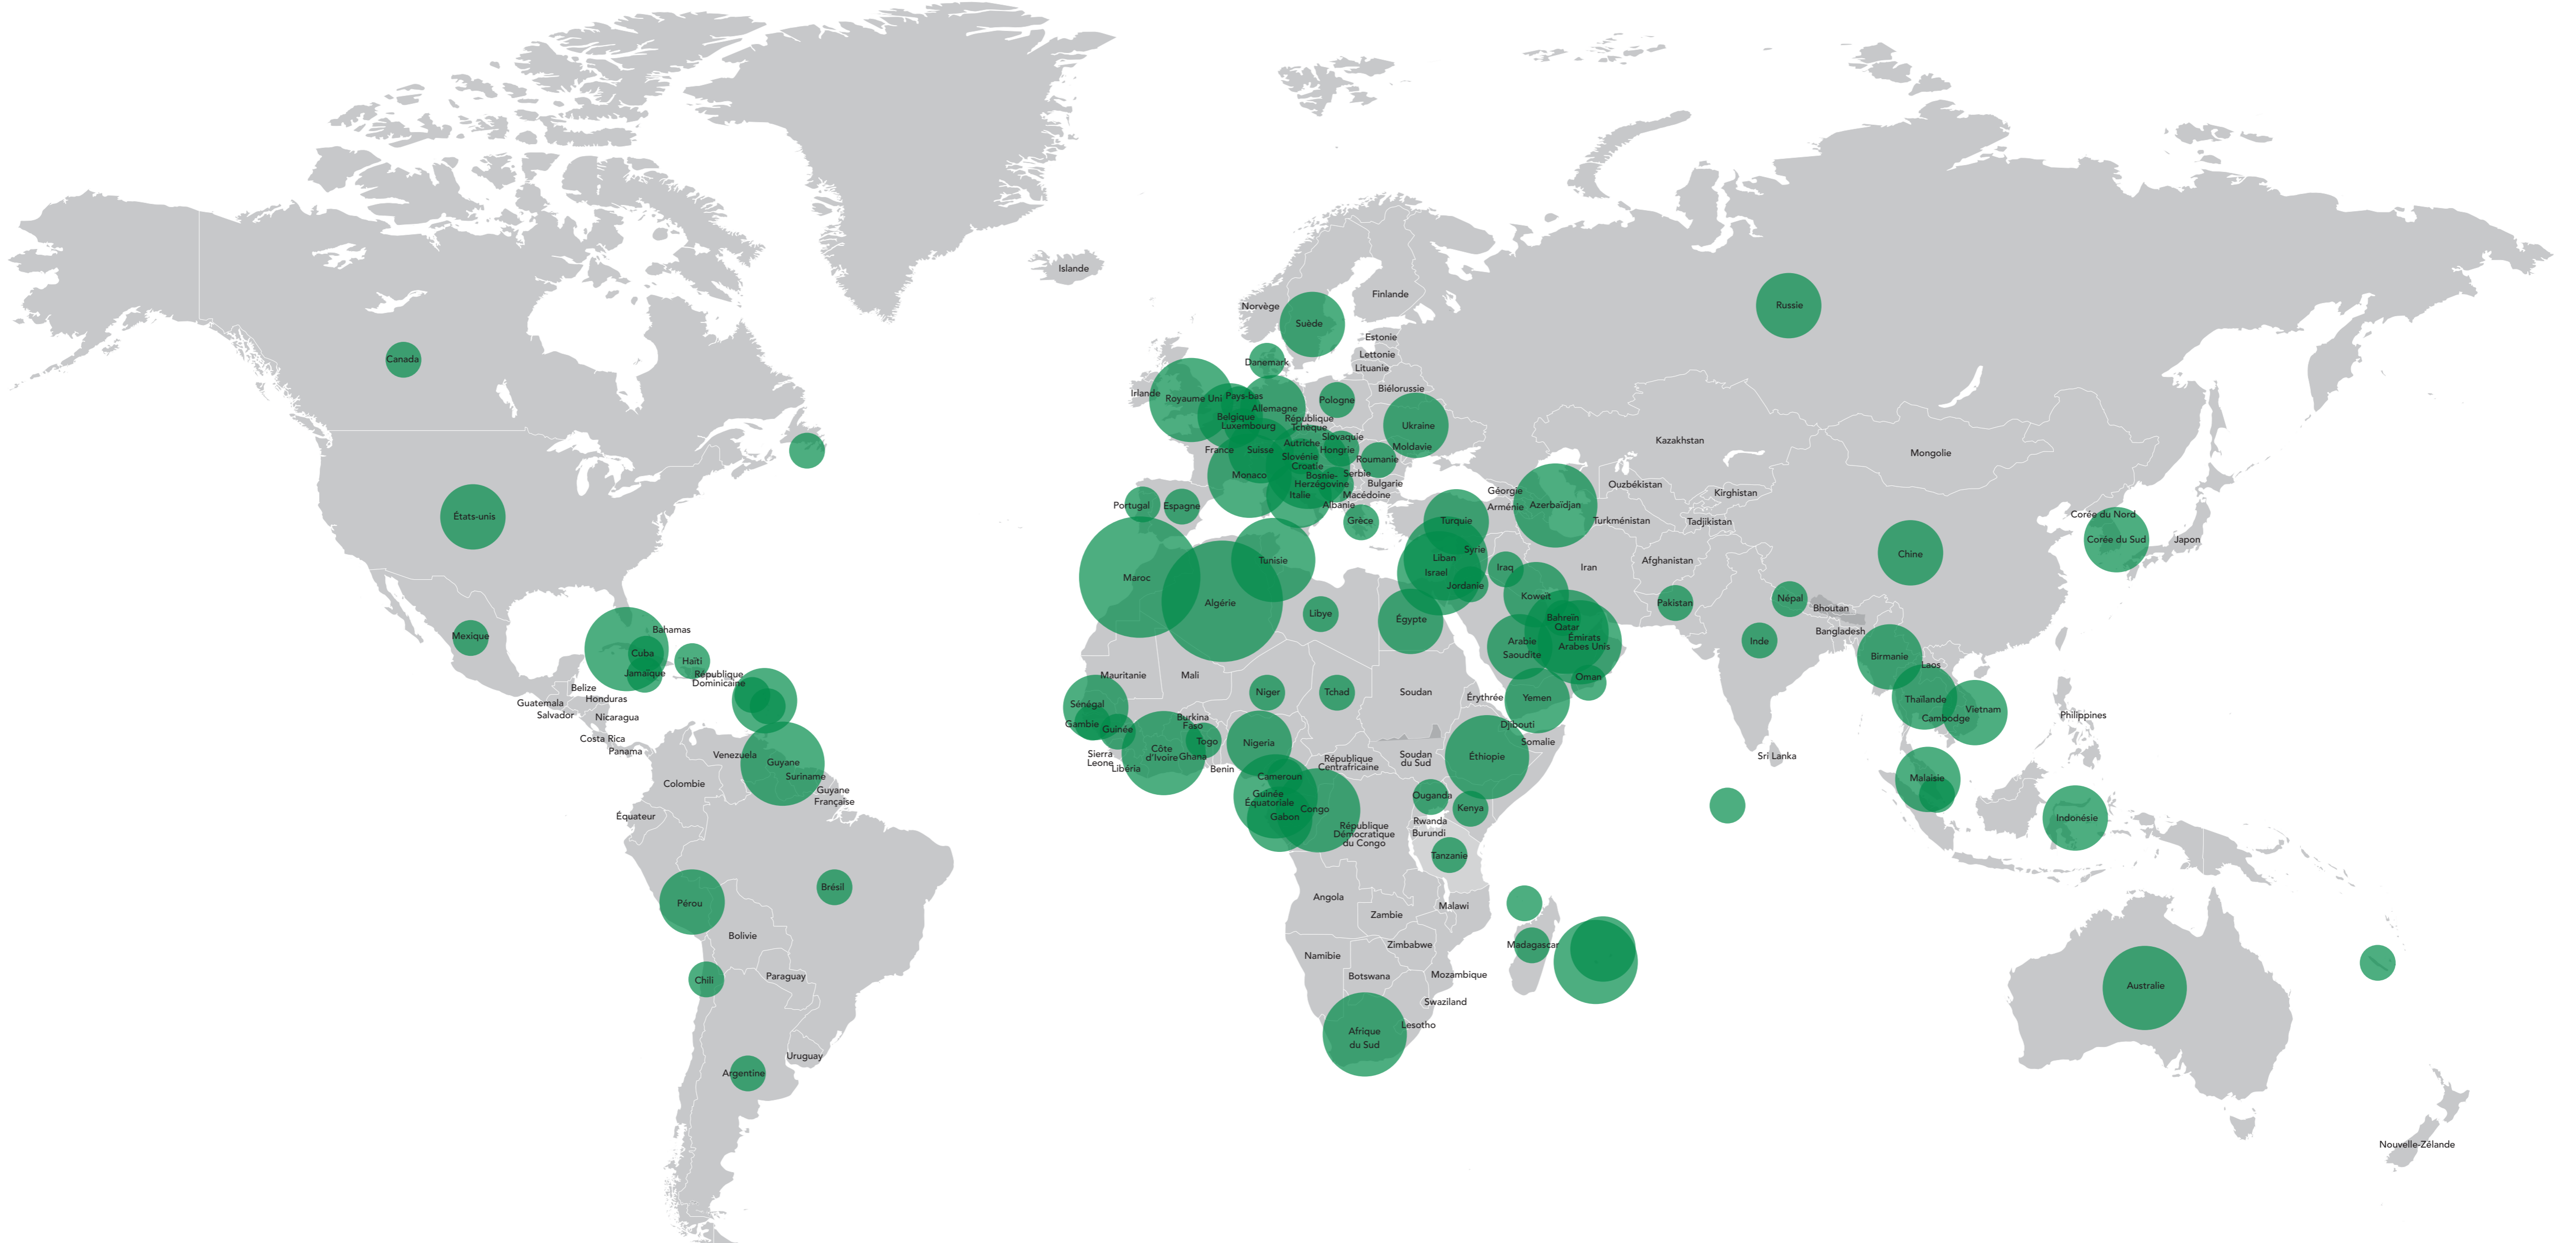 Islande
Norvège
Finlande
Suède
Russie
Estonie
Lettonie
Lituanie
Danemark
Canada
Irlande
Royaume Uni
Pays-bas
Allemagne
Belgique
Luxembourg
Pologne
Biélorussie
République
Tchèque
Ukraine
Slovaquie
Autriche
Hongrie
Moldavie
France
Suisse
Slovénie
Croatie
Roumanie
Monaco
Bosnie-
Herzégovine
Serbie
Bulgarie
Italie
Macédoine
Albanie
Portugal
Espagne
Grèce
Kazakhstan
Mongolie
Géorgie
Arménie
Azerbaïdjan
Ouzbékistan
Kirghistan
Turkménistan
Tadjikistan
Corée du Nord
Corée du Sud
Japon
Chine
États-unis
Turquie
Syrie
Liban
Israel
Jordanie
Iraq
Iran
Afghanistan
Koweït
Pakistan
Népal
Bhoutan
Bangladesh
Inde
Maroc
Algérie
Tunisie
Libye
Égypte
Bahreïn
Qatar
Émirats
Arabes Unis
Arabie
Saoudite
Oman
Yemen
Birmanie
Laos
Thaïlande
Cambodge
Vietnam
Philippines
Sri Lanka
Malaisie
Indonésie
Mexique
Bahamas
Cuba
Jamaïque
Haïti
République
Dominicaine
Belize
Honduras
Guatemala
Salvador
Nicaragua
Costa Rica
Panama
Venezuela
Guyane
Suriname
Guyane
Française
Colombie
Équateur
Pérou
Brésil
Bolivie
Chili
Paraguay
Uruguay
Argentine
Mauritanie
Mali
Niger
Tchad
Soudan
Érythrée
Djibouti
Somalie
Sénégal
Gambie
Guinée
Burkina
Faso
Sierra
Leone
Libéria
Côte
d'Ivoire
Ghana
Togo
Benin
Nigeria
Cameroun
République
Centrafricaine
Soudan
du Sud
Éthiopie
Guinée
Équatoriale
Gabon
Congo
République
Démocratique
du Congo
Ouganda
Kenya
Rwanda
Burundi
Tanzanie
Angola
Zambie
Malawi
Namibie
Zimbabwe
Madagascar
Botswana
Mozambique
Swaziland
Afrique
du Sud
Lesotho
Australie
Nouvelle-Zélande